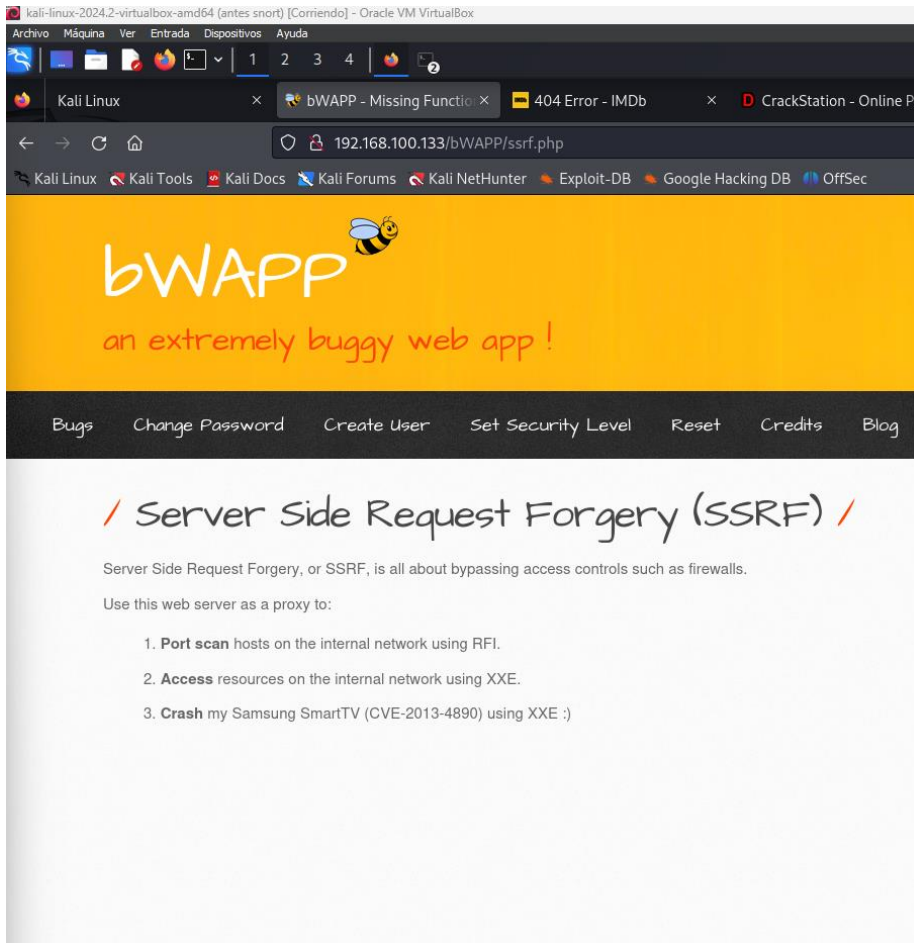 kali-linux-2024.2-virtualbox-amd64 (antes snort) [Corriendo] - Oracle VM VirtualBox
Archivo Máquina Ver Entrada Dispositivos Ayuda
1 2 3 4 2
Kali Linux × bWAPP - Missing Functio × 404 Error - IMDb × D CrackStation - Online P
192.168.100.133/bWAPP/ssrf.php
Kali Linux Kali Tools Kali Docs Kali Forums Kali NetHunter Exploit-DB Google Hacking DB OffSec
bWAPP
an extremely buggy web app !
Bugs Change Password Create User Set Security Level Reset Credits Blog
/ Server Side Request Forgery (SSRF) /
Server Side Request Forgery, or SSRF, is all about bypassing access controls such as firewalls.
Use this web server as a proxy to:
1. Port scan hosts on the internal network using RFI.
2. Access resources on the internal network using XXE.
3. Crash my Samsung SmartTV (CVE-2013-4890) using XXE :)